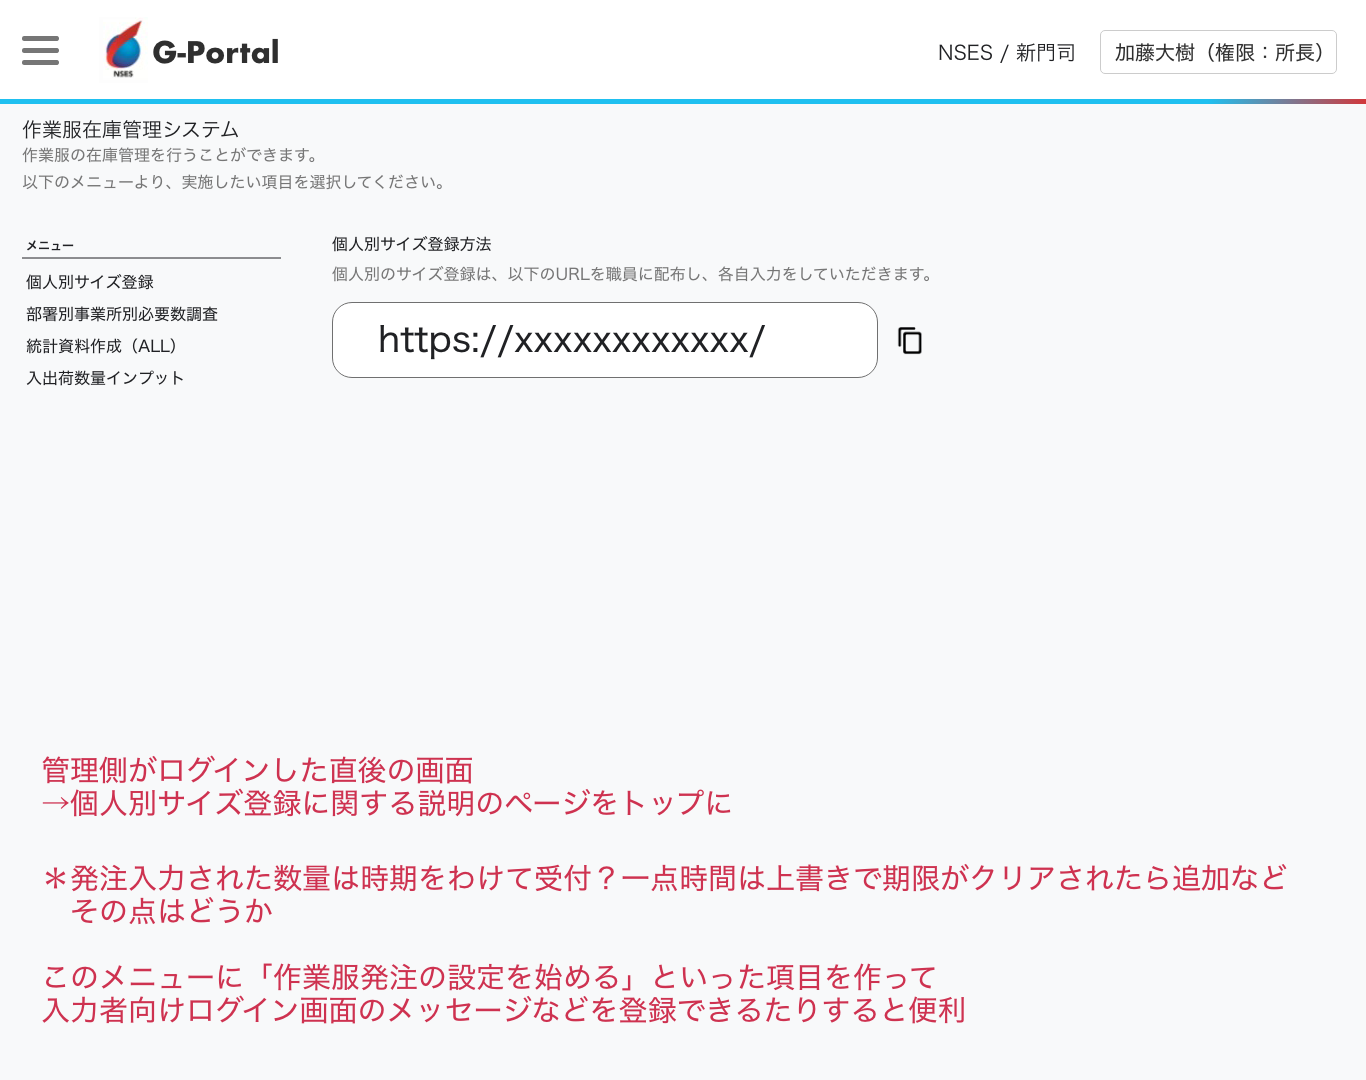 NSES
G-Portal
NSES / 新門司
加藤大樹（権限：所長）
作業服在庫管理システム
作業服の在庫管理を行うことができます。
以下のメニューより、実施したい項目を選択してください。
メニュー
個人別サイズ登録
部署別事業所別必要数調査
統計資料作成（ALL）
入出荷数量インプット
個人別サイズ登録方法
個人別のサイズ登録は、以下のURLを職員に配布し、各自入力をしていただきます。
https://xxxxxxxxxxxx/
管理側がログインした直後の画面
→個人別サイズ登録に関する説明のページをトップに
＊発注入力された数量は時期をわけて受付？一点時間は上書きで期限がクリアされたら追加など
その点はどうか
このメニューに「作業服発注の設定を始める」といった項目を作って
入力者向けログイン画面のメッセージなどを登録できるたりすると便利